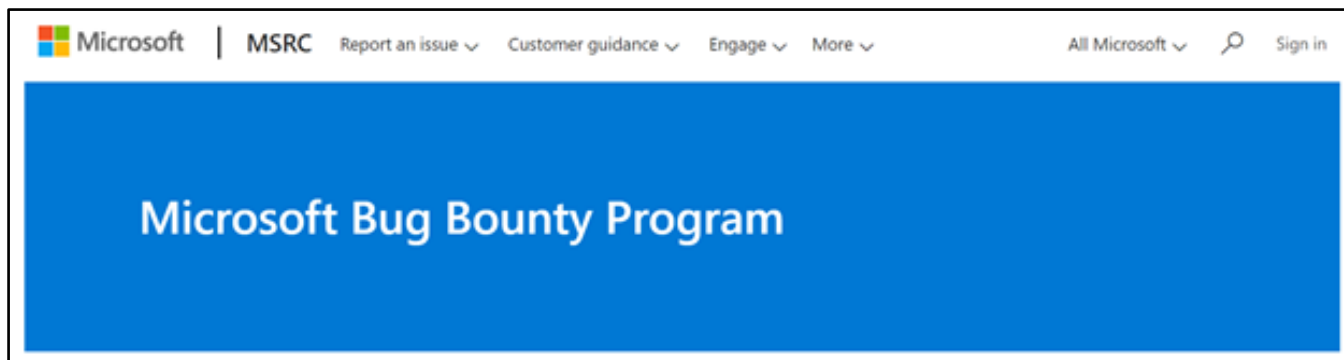 Microsoft | MSRC Report an issue Customer guidance Engage More All Microsoft Sign in
Microsoft Bug Bounty Program